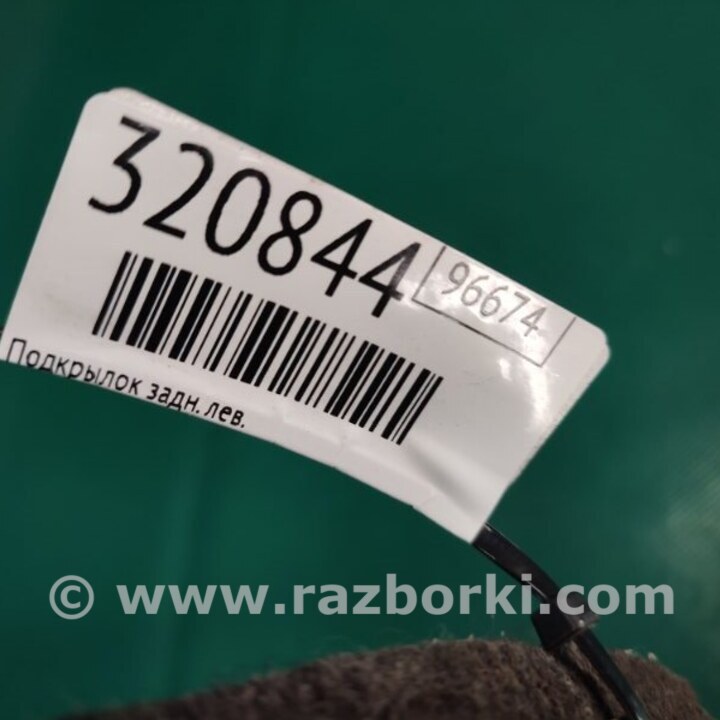 320844
96674
Подкрылок задн. лев.
© www.razborki.com